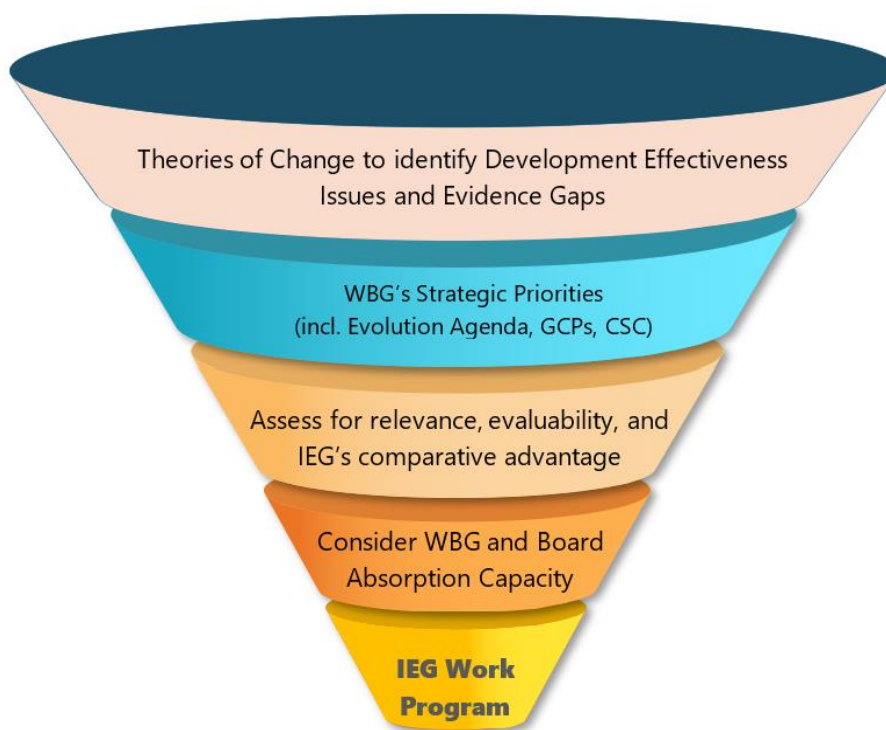 Theories of Change to identify Development Effectiveness
Issues and Evidence Gaps
WBG's Strategic Priorities
(incl. Evolution Agenda, GCPs, CSC)
Assess for relevance, evaluability, and
IEG's comparative advantage
Consider WBG and Board
Absorption Capacity
IEG Work
Program